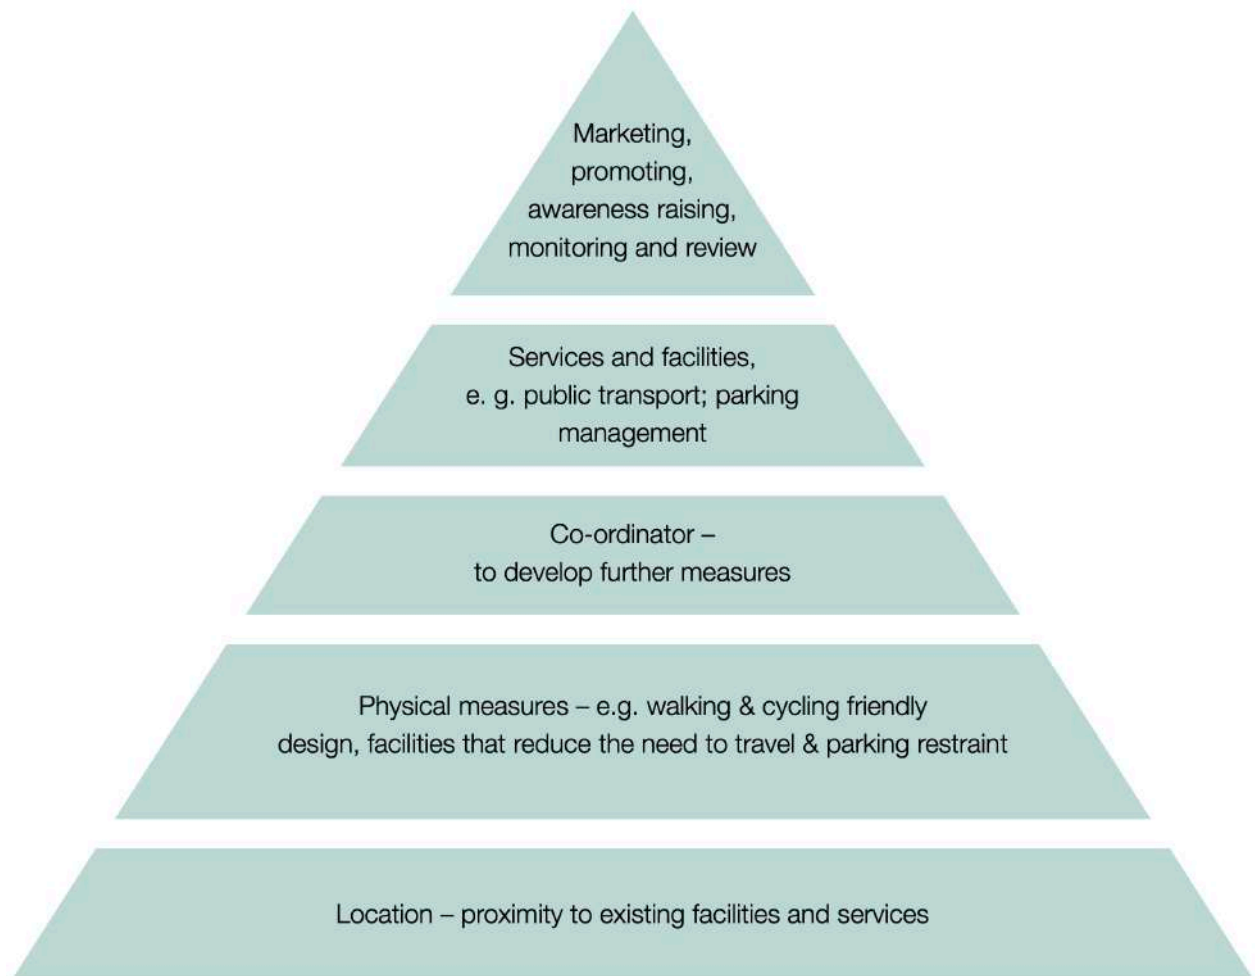 Marketing,
promoting,
awareness raising,
monitoring and review
Services and facilities,
e. g. public transport; parking
management
Co-ordinator –
to develop further measures
Physical measures – e.g. walking & cycling friendly
design, facilities that reduce the need to travel & parking restraint
Location – proximity to existing facilities and services